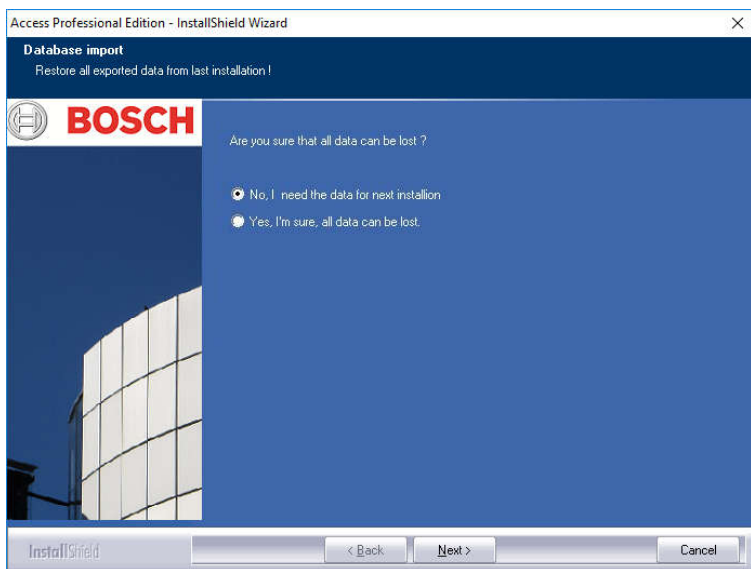 Access Professional Edition - InstallShield Wizard
Database import
Restore all exported data from last installation !
BOSCH
Are you sure that all data can be lost ?
No, I need the data for next installion
Yes, I'm sure, all data can be lost.
InstallShield
< Back
Next >
Cancel